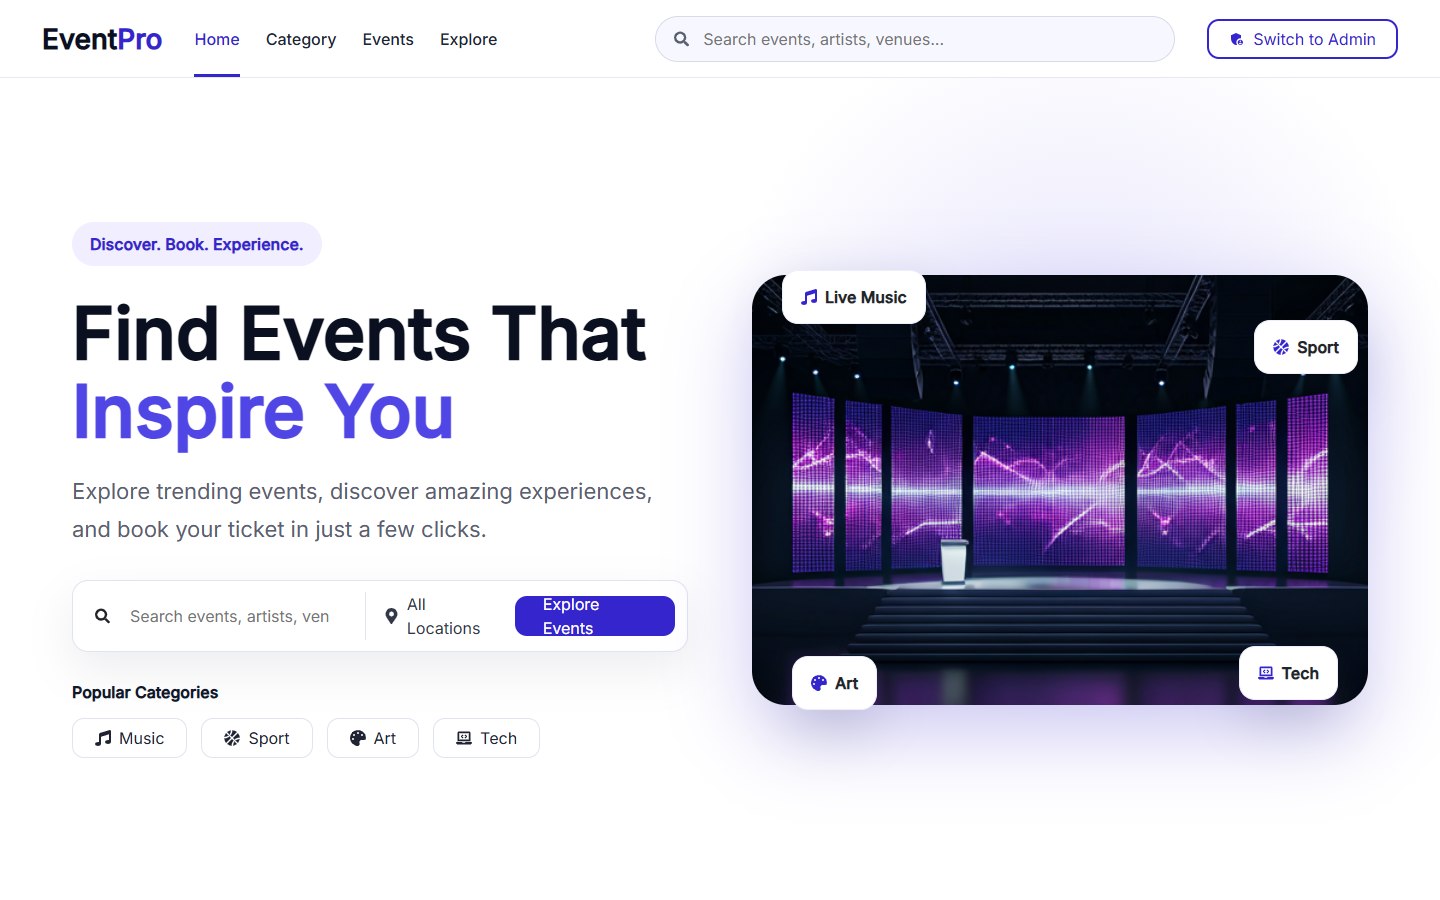 EventPro
Home
Category
Events
Explore
Search events, artists, venues...
Switch to Admin
Discover. Book. Experience.
Find Events That
Inspire You
Explore trending events, discover amazing experiences,
and book your ticket in just a few clicks.
Search events, artists, ven
All
Locations
Explore
Events
Popular Categories
Music
Sport
Art
Tech
Live Music
Sport
Art
Tech